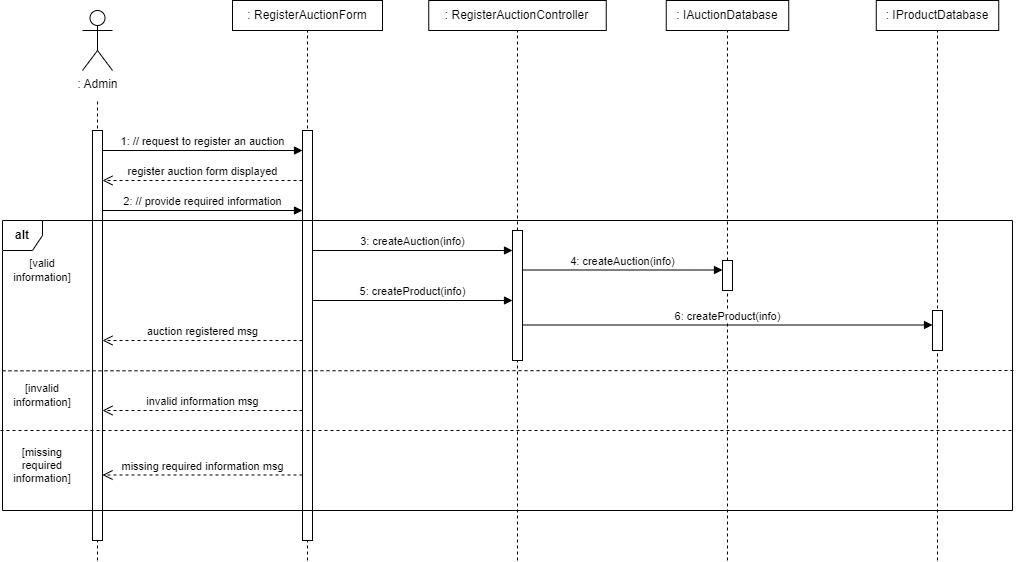 : RegisterAuctionForm
: RegisterAuctionController
: IAuctionDatabase
: IProductDatabase
: Admin
1: // request to register an auction
register auction form displayed
2: // provide required information
alt
[valid
information]
3: createAuction(info)
4: createAuction(info)
5: createProduct(info)
6: createProduct(info)
auction registered msg
[invalid
information]
invalid information msg
[missing
required
information]
missing required information msg